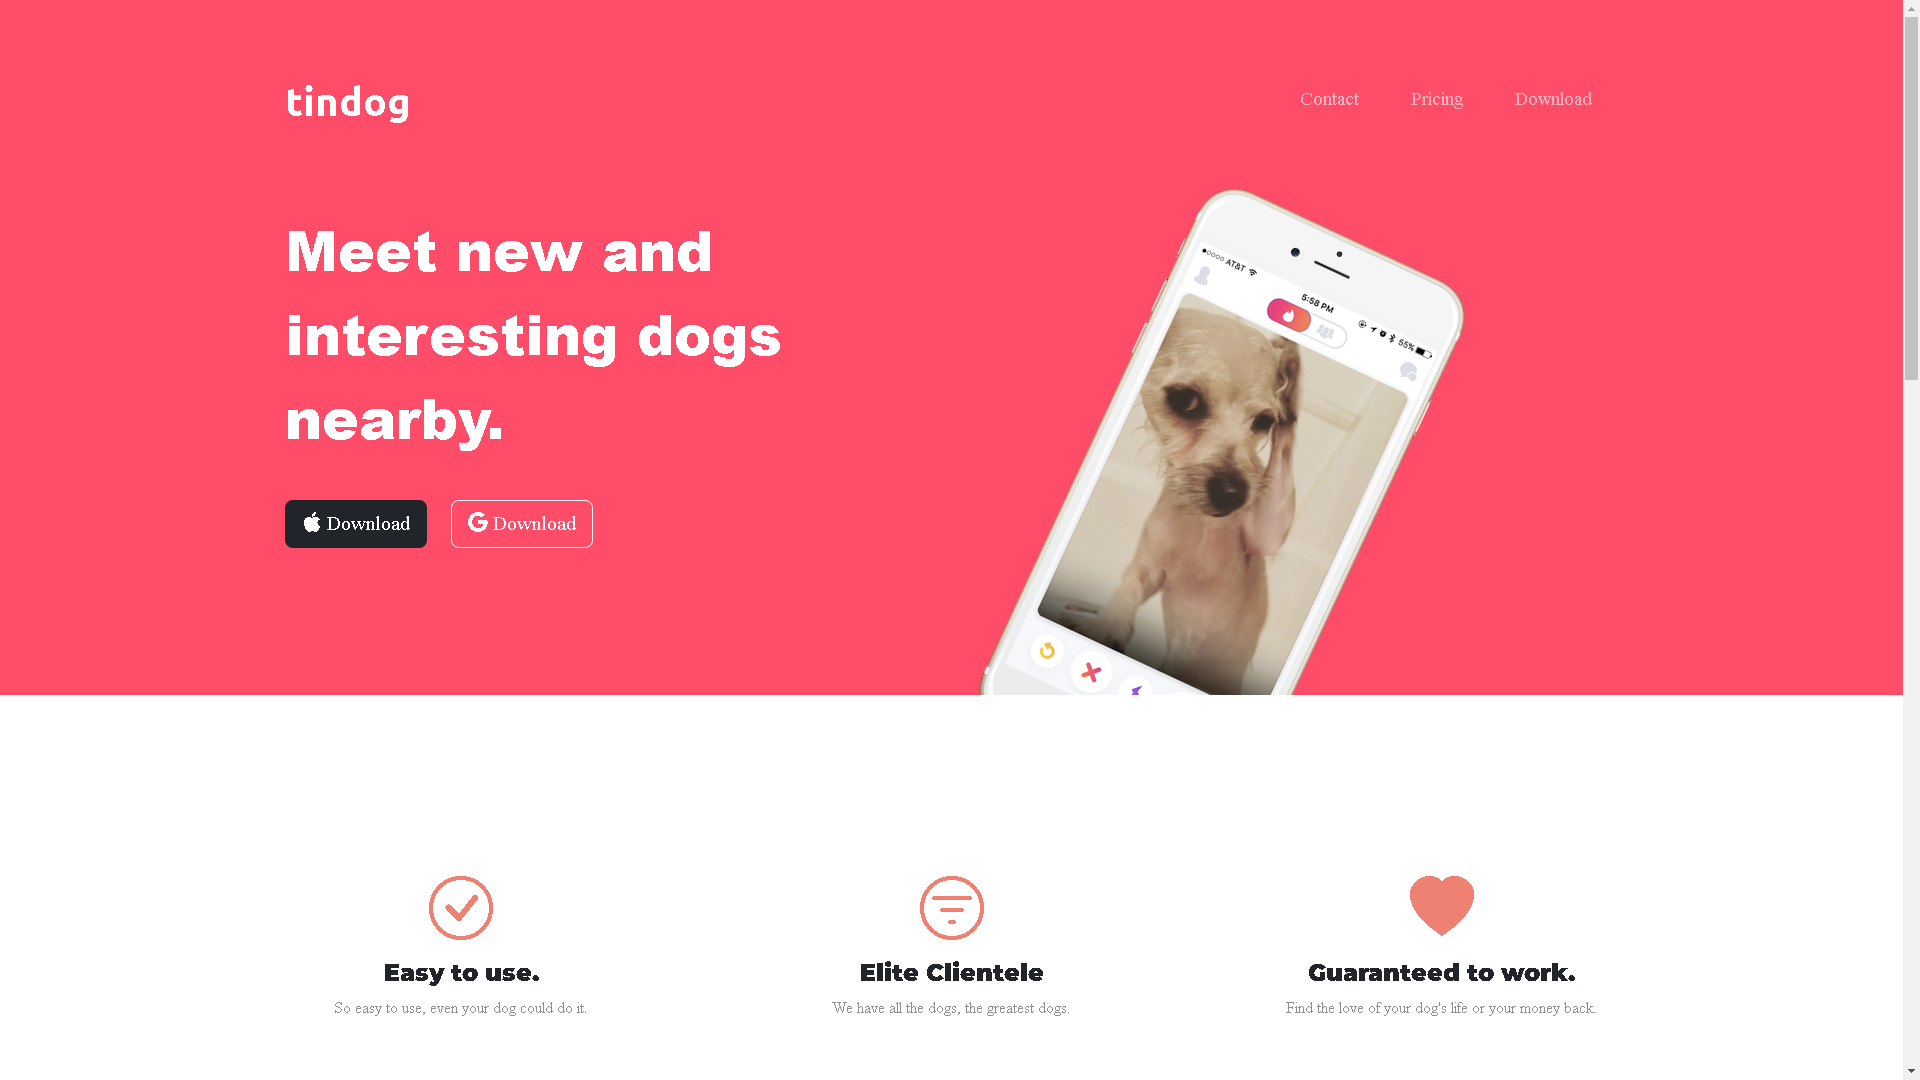 tindog
Contact
Pricing
Download
Meet new and
interesting dogs
nearby.
Download
Download
AT&T
5:58 PM
55%
Easy to use.
So easy to use, even your dog could do it.
Elite Clientele
We have all the dogs, the greatest dogs.
Guaranteed to work.
Find the love of your dog's life or your money back.